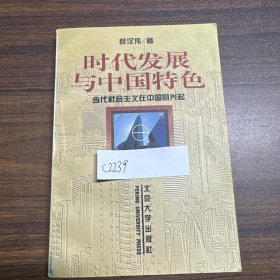 郭汉伟/著
时代发展
与中国特色
当代社会主义在中国的兴起
C2239
北京大学出版社
PEKING UNIVERSITY PRESS